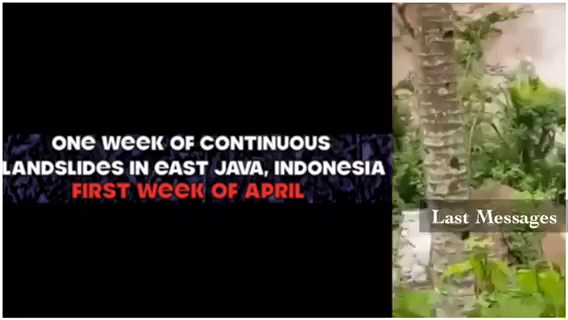 ONE WEEK OF CONTINUOUS
LANDSLIDES IN EAST JAVA, INDONESIA
FIRST WEEK OF APRIL
Last Messages